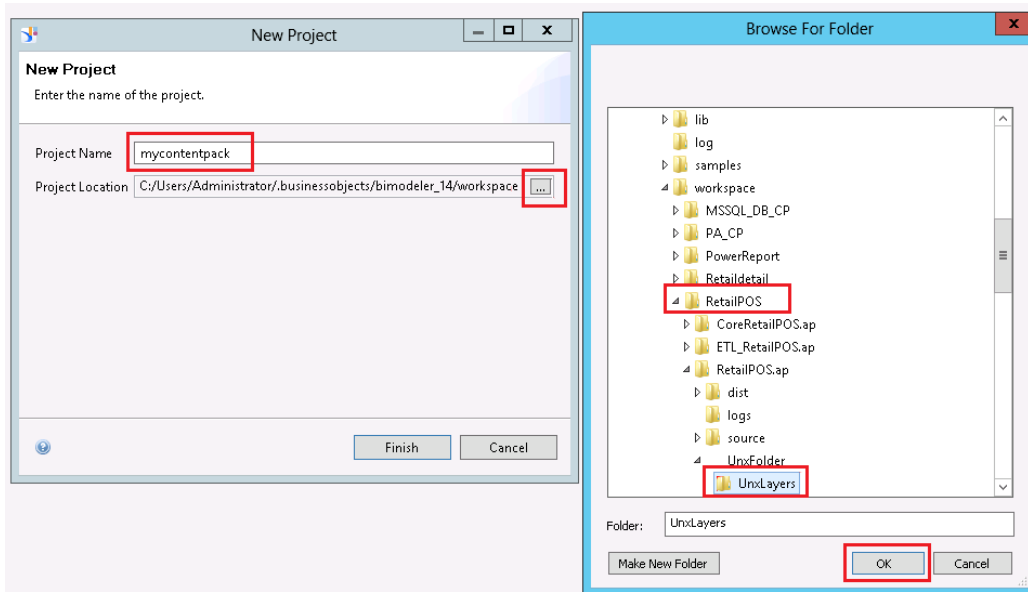 New Project
x
New Project
Enter the name of the project.
Project Name mycontentpack
Project Location C:/Users/Administrator/.businessobjects/bimodeler_14/workspace ...
? Finish Cancel
Browse For Folder
x
lib
log
samples
workspace
MSSQL_DB_CP
PA_CP
PowerReport
Retaildetail
RetailPOS
CoreRetailPOS.ap
ETL_RetailPOS.ap
RetailPOS.ap
dist
logs
source
UnxFolder
UnxLayers
Folder: UnxLayers
Make New Folder OK Cancel